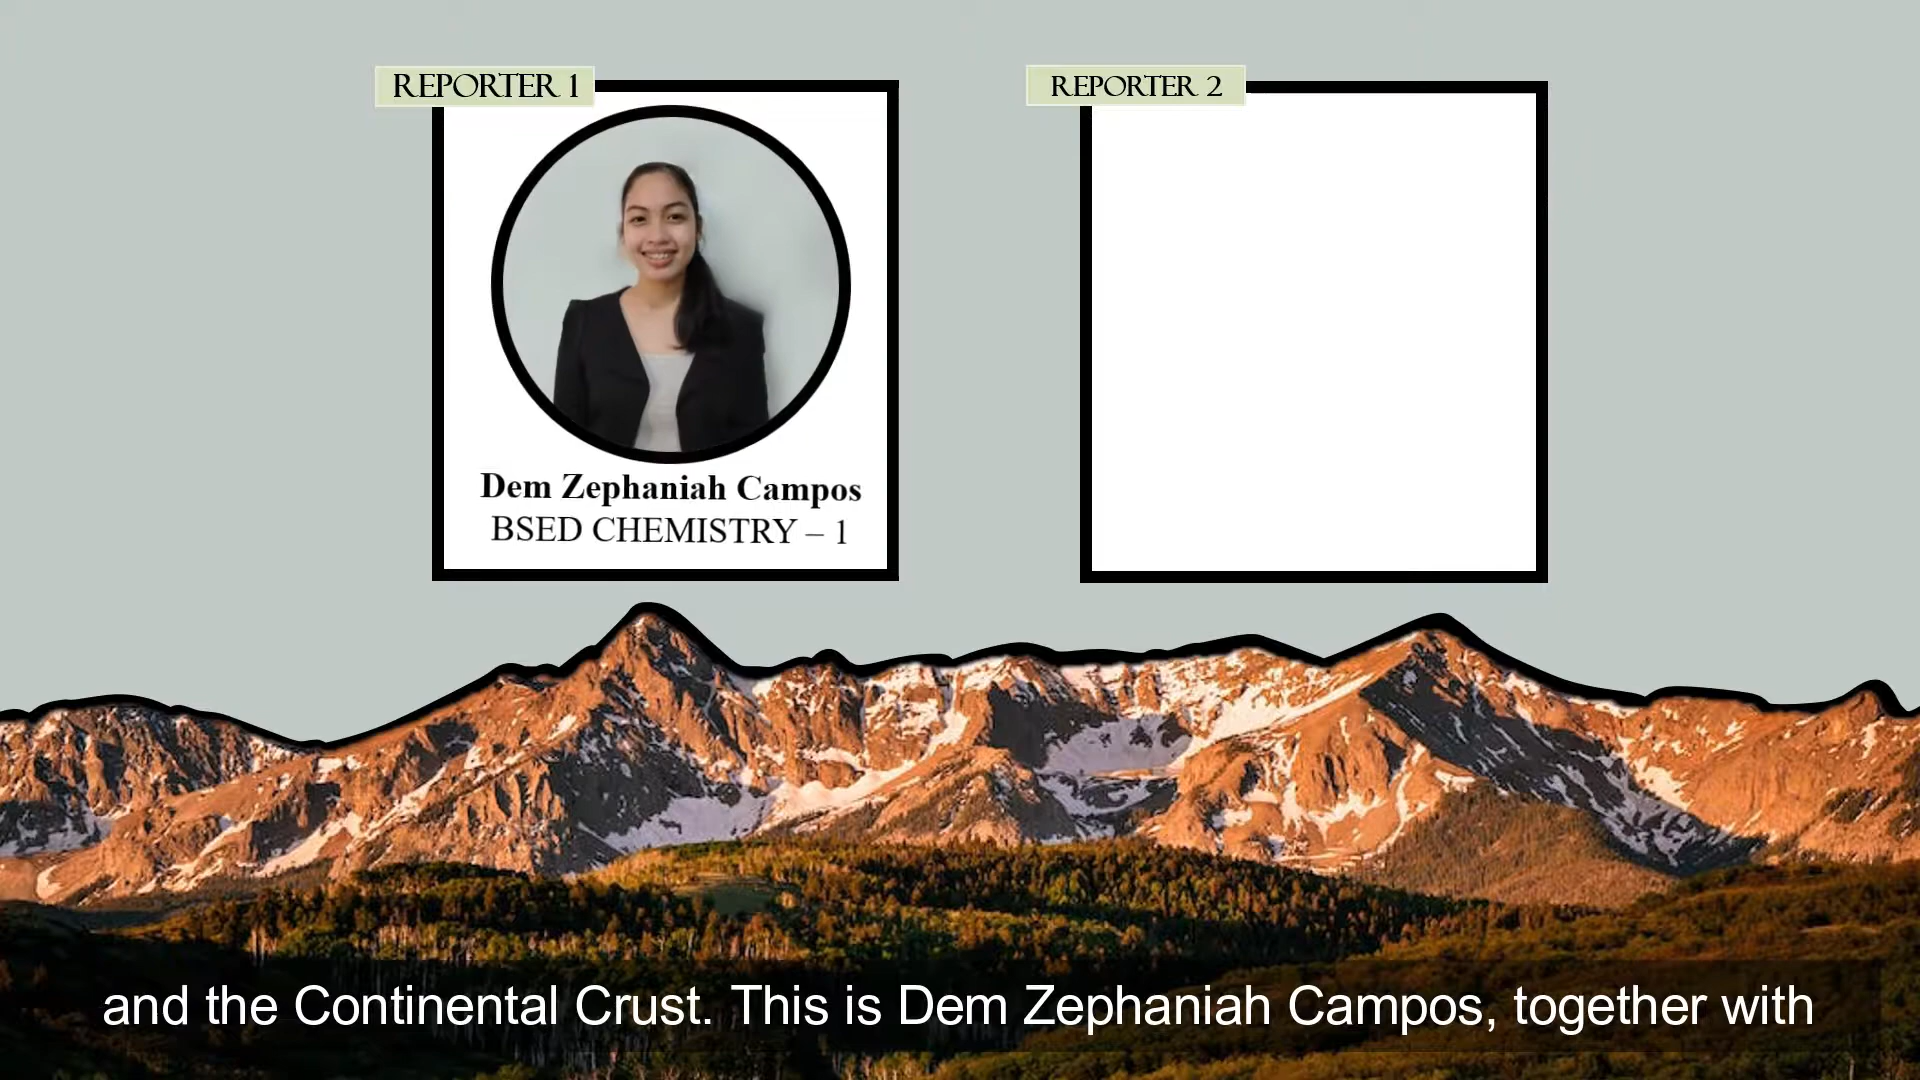 REPORTER 1
REPORTER 2
Dem Zephaniah Campos
BSED CHEMISTRY – 1
and the Continental Crust. This is Dem Zephaniah Campos, together with